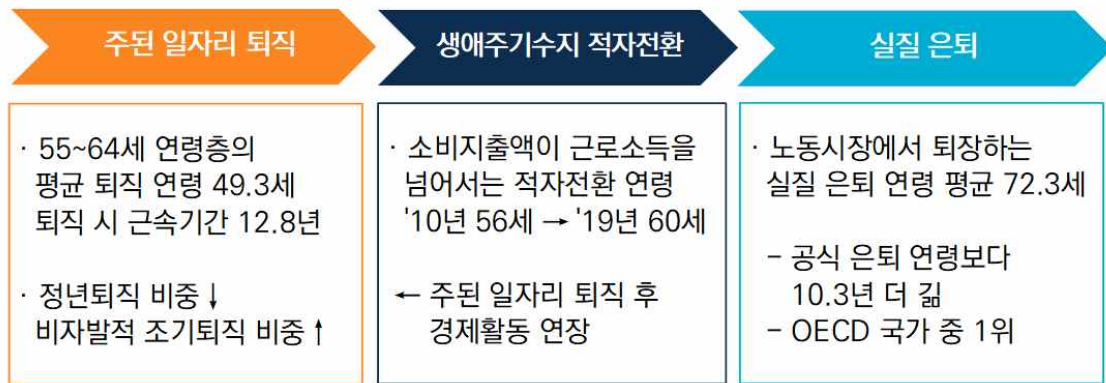 주된 일자리 퇴직
생애주기수지 적자전환
실질 은퇴
· 55~64세 연령층의
평균 퇴직 연령 49.3세
퇴직 시 근속기간 12.8년
· 정년퇴직 비중↓
비자발적 조기퇴직 비중↑
· 소비지출액이 근로소득을
넘어서는 적자전환 연령
'10년 56세 → '19년 60세
← 주된 일자리 퇴직 후
경제활동 연장
· 노동시장에서 퇴장하는
실질 은퇴 연령 평균 72.3세
- 공식 은퇴 연령보다
10.3년 더 긺
- OECD 국가 중 1위